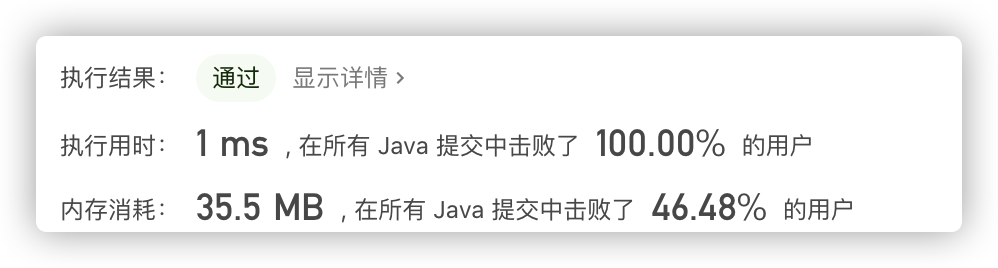 执行结果： 通过 显示详情 >
执行用时： 1 ms ，在所有 Java 提交中击败了 100.00% 的用户
内存消耗： 35.5 MB ，在所有 Java 提交中击败了 46.48% 的用户